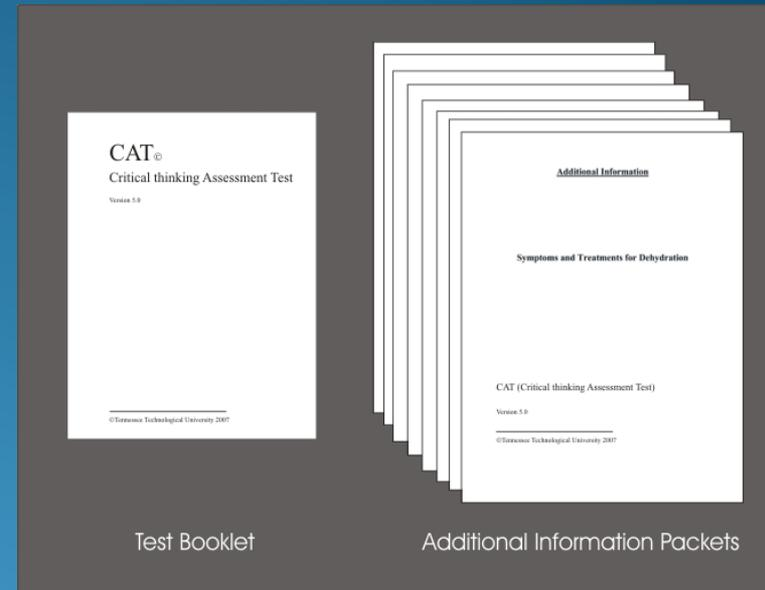 CAT©
Critical thinking Assessment Test
Version 5.0
©Tennessee Technological University 2007
Test Booklet
Additional Information
Symptoms and Treatments for Dehydration
CAT (Critical thinking Assessment Test)
Version 5.0
©Tennessee Technological University 2007
Additional Information Packets